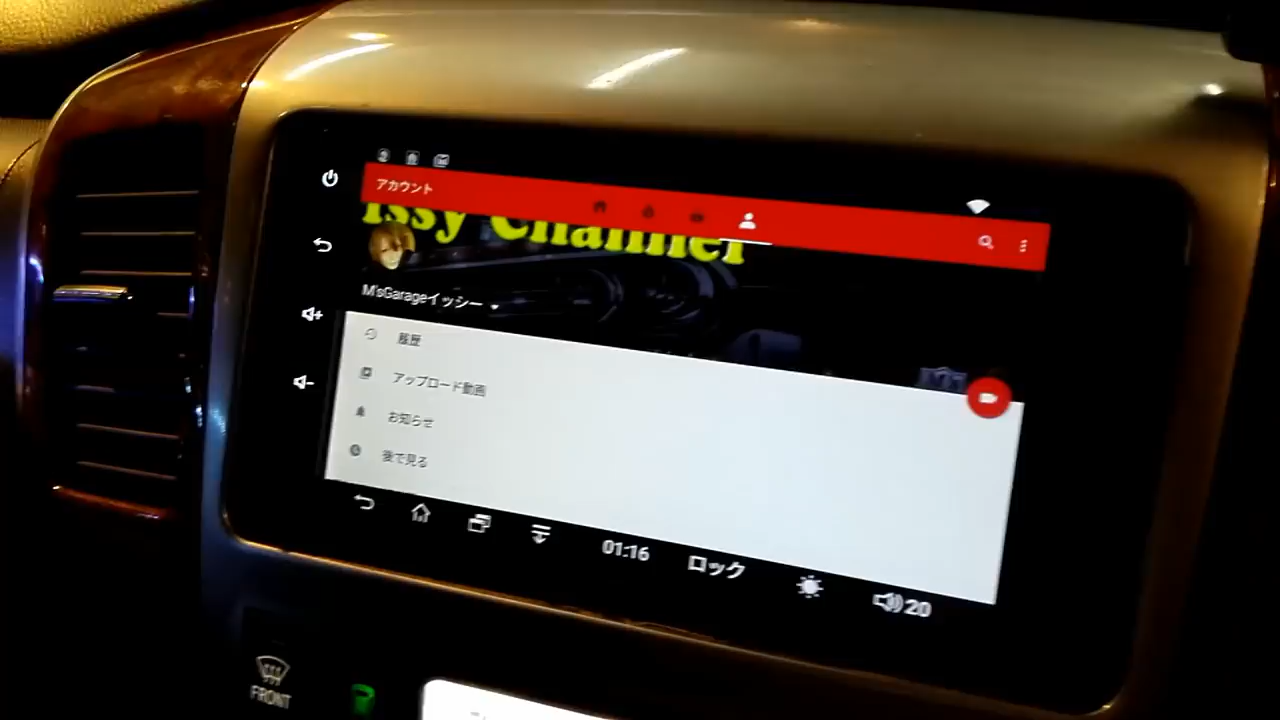 アカウント
Issy Channel
M'sGarageイッシー
履歴
アップロード動画
お知らせ
後で見る
01:16
ロック
20
FRONT